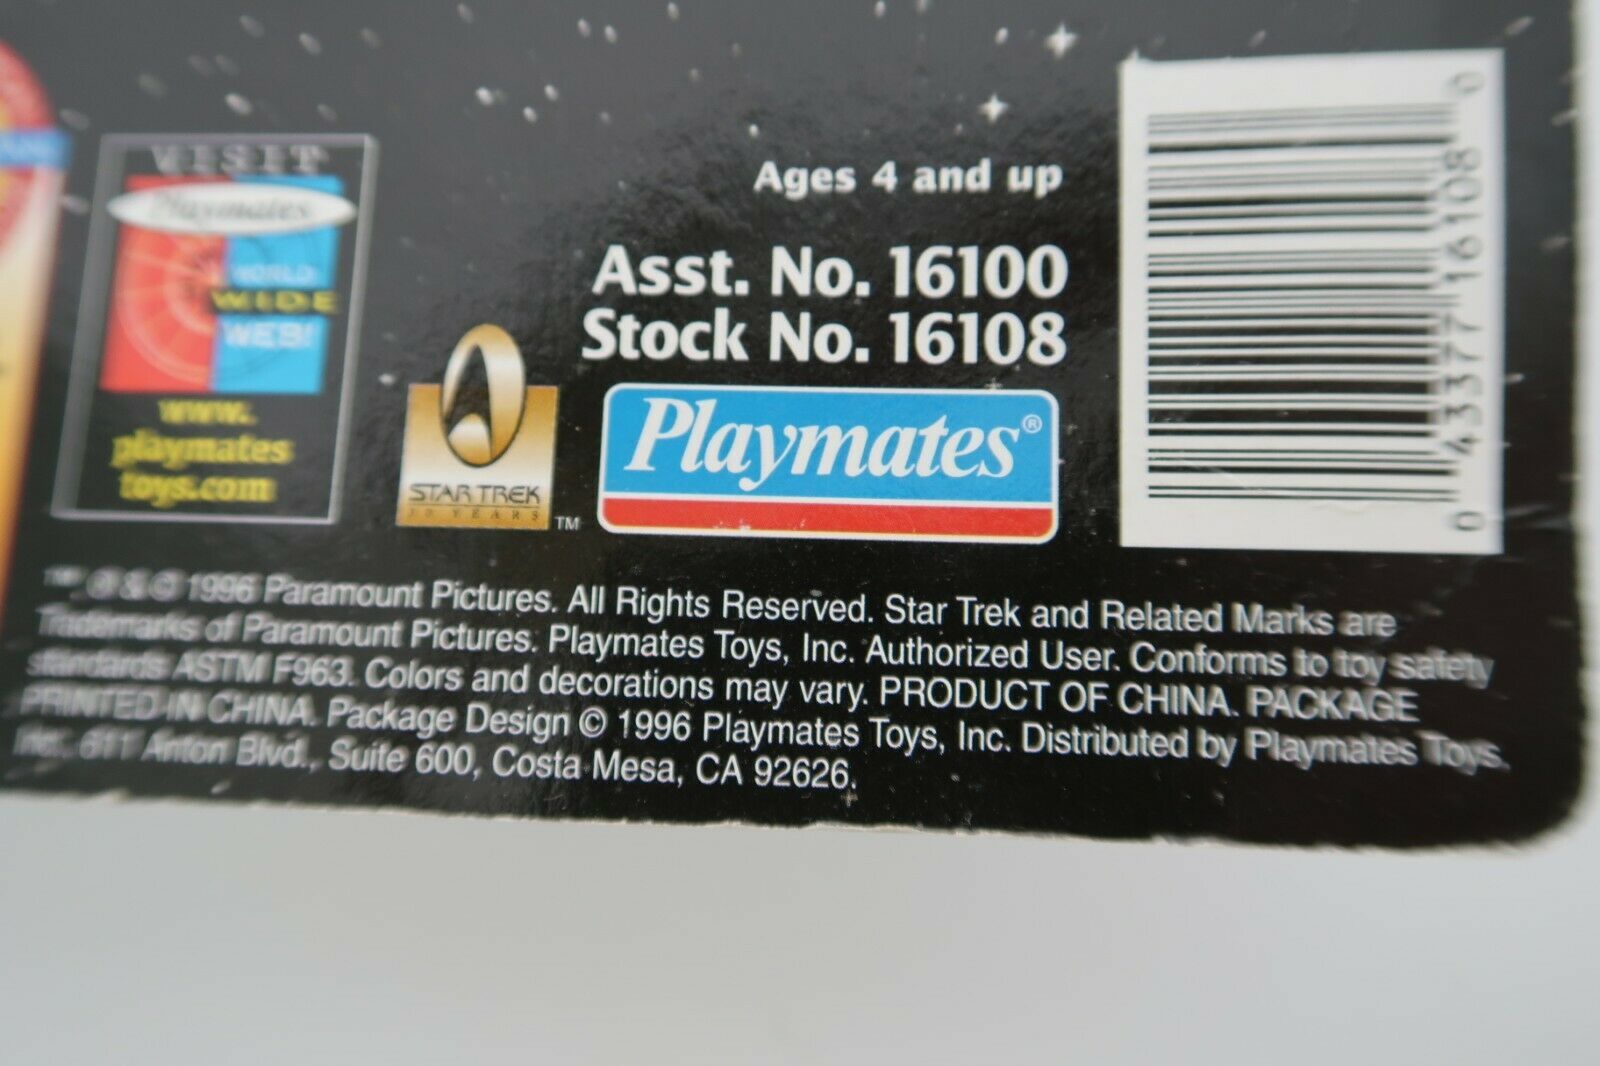 VISIT
Playmates
WORLD
WIDE
WEB!
www.
playmates
toys.com
Ages 4 and up
Asst. No. 16100
Stock No. 16108
STAR TREK
30 YEARS
™
Playmates®
0 43377 16108 0
™, ® & © 1996 Paramount Pictures. All Rights Reserved. Star Trek and Related Marks are
Trademarks of Paramount Pictures. Playmates Toys, Inc. Authorized User. Conforms to toy safety
standards ASTM F963. Colors and decorations may vary. PRODUCT OF CHINA. PACKAGE
PRINTED IN CHINA. Package Design © 1996 Playmates Toys, Inc. Distributed by Playmates Toys,
Inc. 611 Anton Blvd., Suite 600, Costa Mesa, CA 92626.